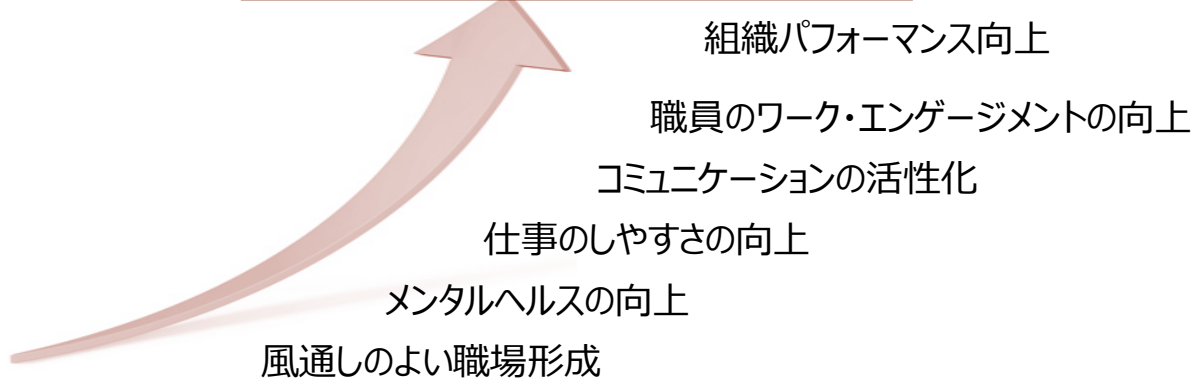 組織パフォーマンス向上
職員のワーク・エンゲージメントの向上
コミュニケーションの活性化
仕事のしやすさの向上
メンタルヘルスの向上
風通しのよい職場形成